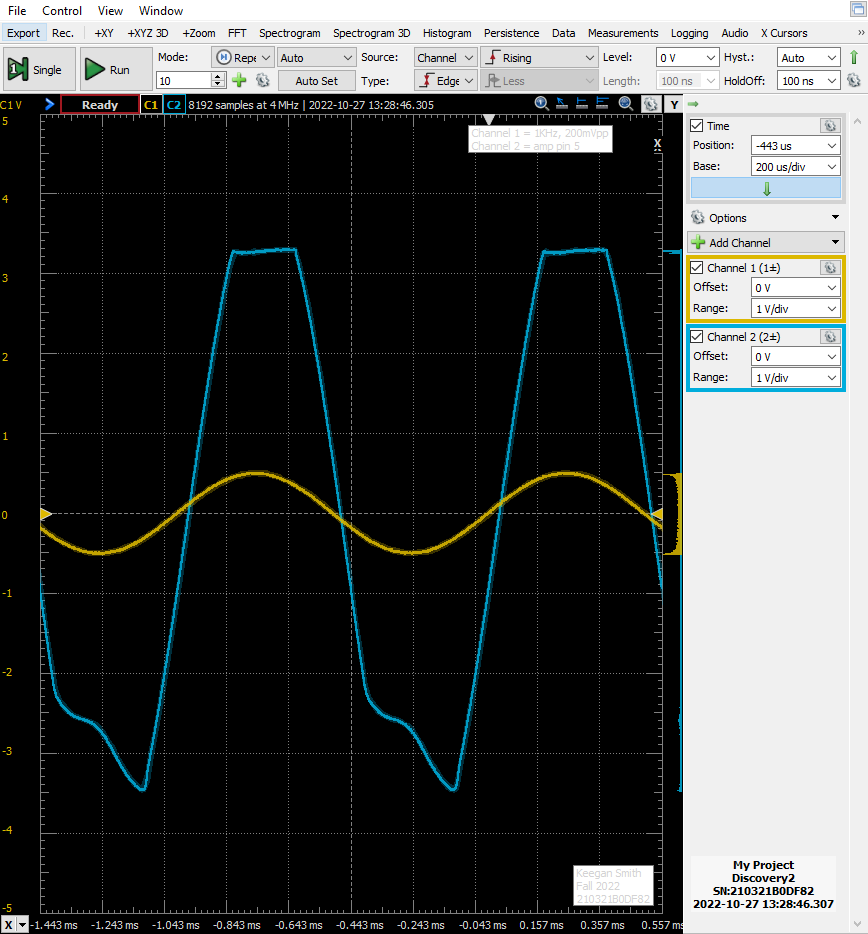 File Control View Window
Export Rec. +XY +XYZ 3D +Zoom FFT Spectrogram Spectrogram 3D Histogram Persistence Data Measurements Logging Audio X Cursors »
Single Run Mode: Repe Auto Source: Channel Rising Level: 0 V Hyst.: Auto
10 Auto Set Type: Edge Less Length: 100 ns HoldOff: 100 ns
C1 V Ready C1 C2 8192 samples at 4 MHz | 2022-10-27 13:28:46.305 Y
Channel 1 = 1KHz, 200mVpp
Channel 2 = amp pin 5
X
5
4
3
2
1
0
-1
-2
-3
-4
-5
Keegan Smith
Fall 2022
210321B0DF82
X -1.443 ms -1.243 ms -1.043 ms -0.843 ms -0.643 ms -0.443 ms -0.243 ms -0.043 ms 0.157 ms 0.357 ms 0.557 ms
Time
Position: -443 us
Base: 200 us/div
Options
Add Channel
Channel 1 (1±)
Offset: 0 V
Range: 1 V/div
Channel 2 (2±)
Offset: 0 V
Range: 1 V/div
My Project
Discovery2
SN:210321B0DF82
2022-10-27 13:28:46.307